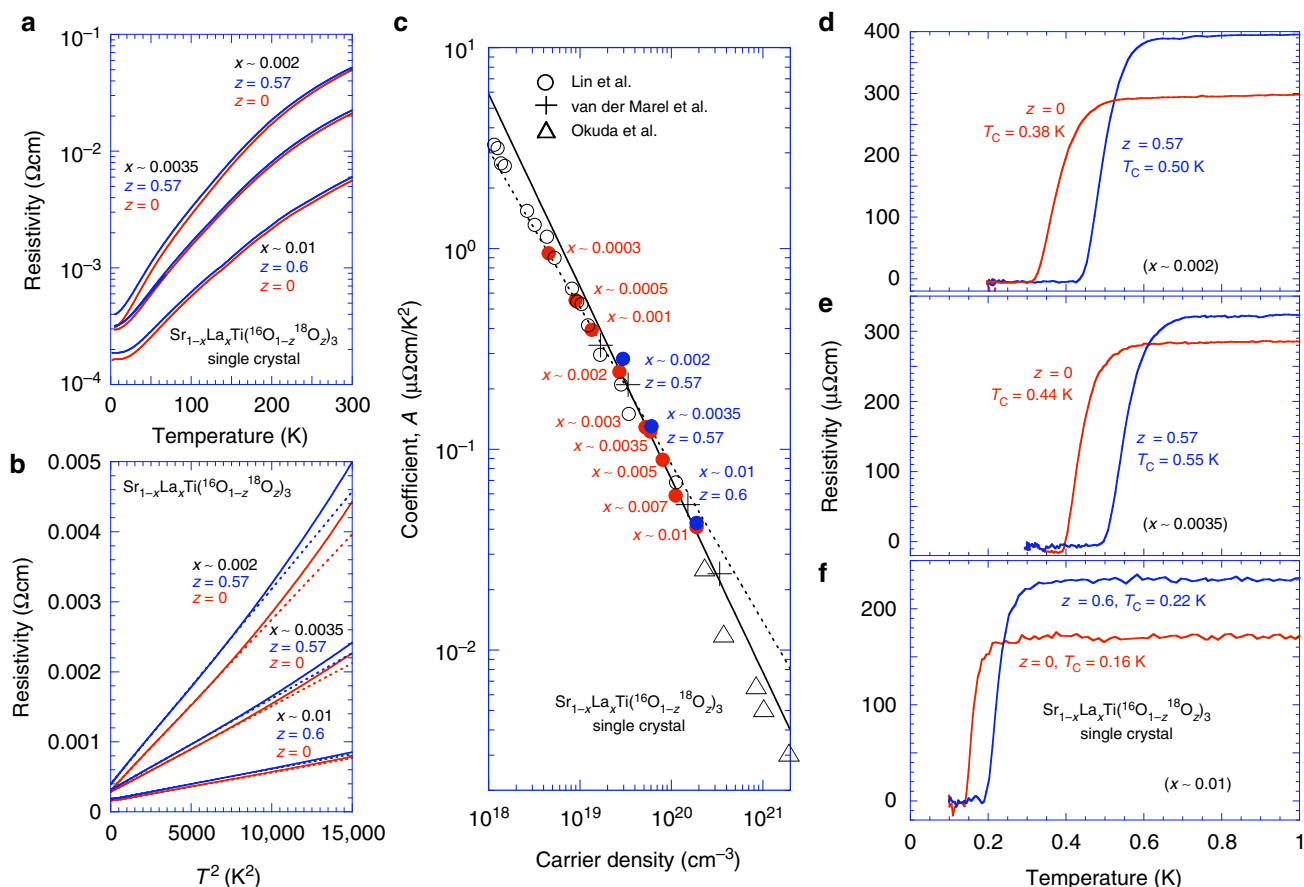 a
10⁻¹
10⁻²
10⁻³
10⁻⁴
Resistivity (Ωcm)
x ~ 0.002
z = 0.57
z = 0
x ~ 0.0035
z = 0.57
z = 0
x ~ 0.01
z = 0.6
z = 0
Sr₁₋ₓLaₓTi(¹⁶O₁₋z¹⁸Oz)₃
single crystal
0 100 200 300
Temperature (K)
b
0.005
0.004
0.003
0.002
0.001
0
Resistivity (Ωcm)
Sr₁₋ₓLaₓTi(¹⁶O₁₋z¹⁸Oz)₃
x ~ 0.002
z = 0.57
z = 0
x ~ 0.0035
z = 0.57
z = 0
x ~ 0.01
z = 0.6
z = 0
0 5000 10,000 15,000
T² (K²)
c
10¹
10⁰
10⁻¹
10⁻²
Coefficient, A (μΩcm/K²)
Lin et al.
van der Marel et al.
Okuda et al.
x ~ 0.0003
x ~ 0.0005
x ~ 0.001
x ~ 0.002
z = 0.57
x ~ 0.002
x ~ 0.003
x ~ 0.0035
z = 0.57
x ~ 0.0035
x ~ 0.005
x ~ 0.01
z = 0.6
x ~ 0.007
x ~ 0.01
Sr₁₋ₓLaₓTi(¹⁶O₁₋z¹⁸Oz)₃
single crystal
10¹⁸ 10¹⁹ 10²⁰ 10²¹
Carrier density (cm⁻³)
d
400
300
200
100
0
z = 0
T_C = 0.38 K
z = 0.57
T_C = 0.50 K
(x ~ 0.002)
e
300
200
100
0
Resistivity (μΩcm)
z = 0
T_C = 0.44 K
z = 0.57
T_C = 0.55 K
(x ~ 0.0035)
f
200
100
0
z = 0.6, T_C = 0.22 K
z = 0, T_C = 0.16 K
Sr₁₋ₓLaₓTi(¹⁶O₁₋z¹⁸Oz)₃
single crystal
(x ~ 0.01)
0 0.2 0.4 0.6 0.8 1
Temperature (K)